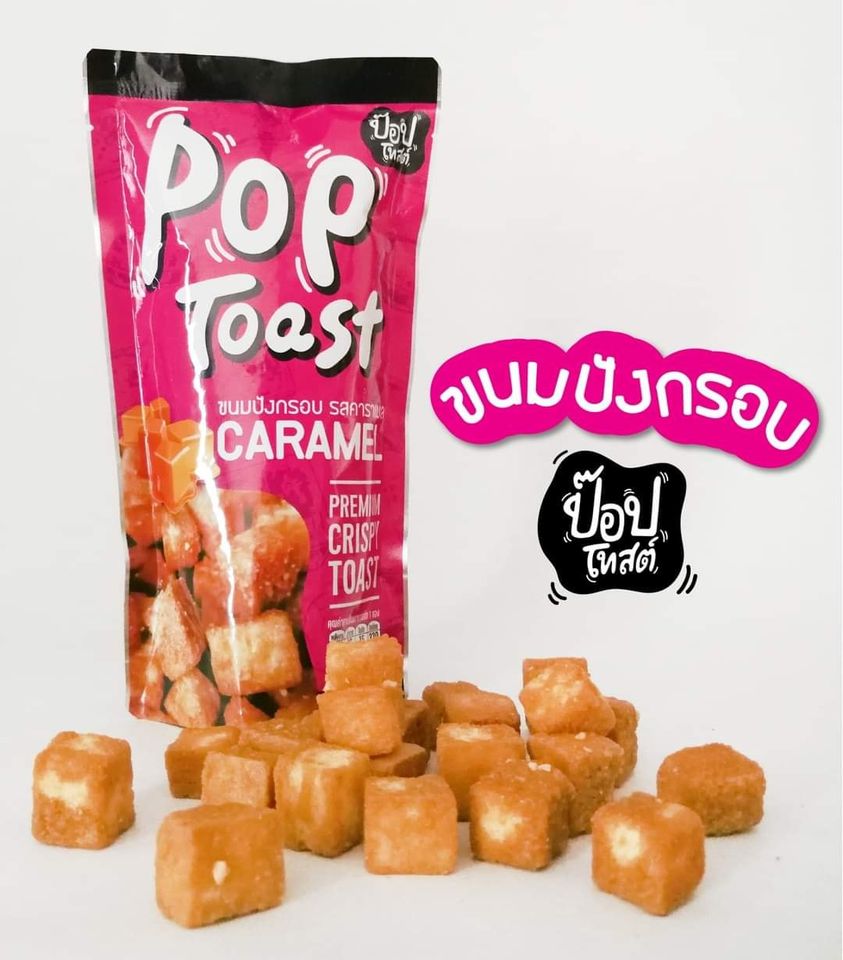 ป๊อป
โทสต์
Pop
Toast
ขนมปังกรอบ รสคาราเมล
CARAMEL
PREMIUM
CRISPY
TOAST
ขนมปังกรอบ
ป๊อป
โทสต์